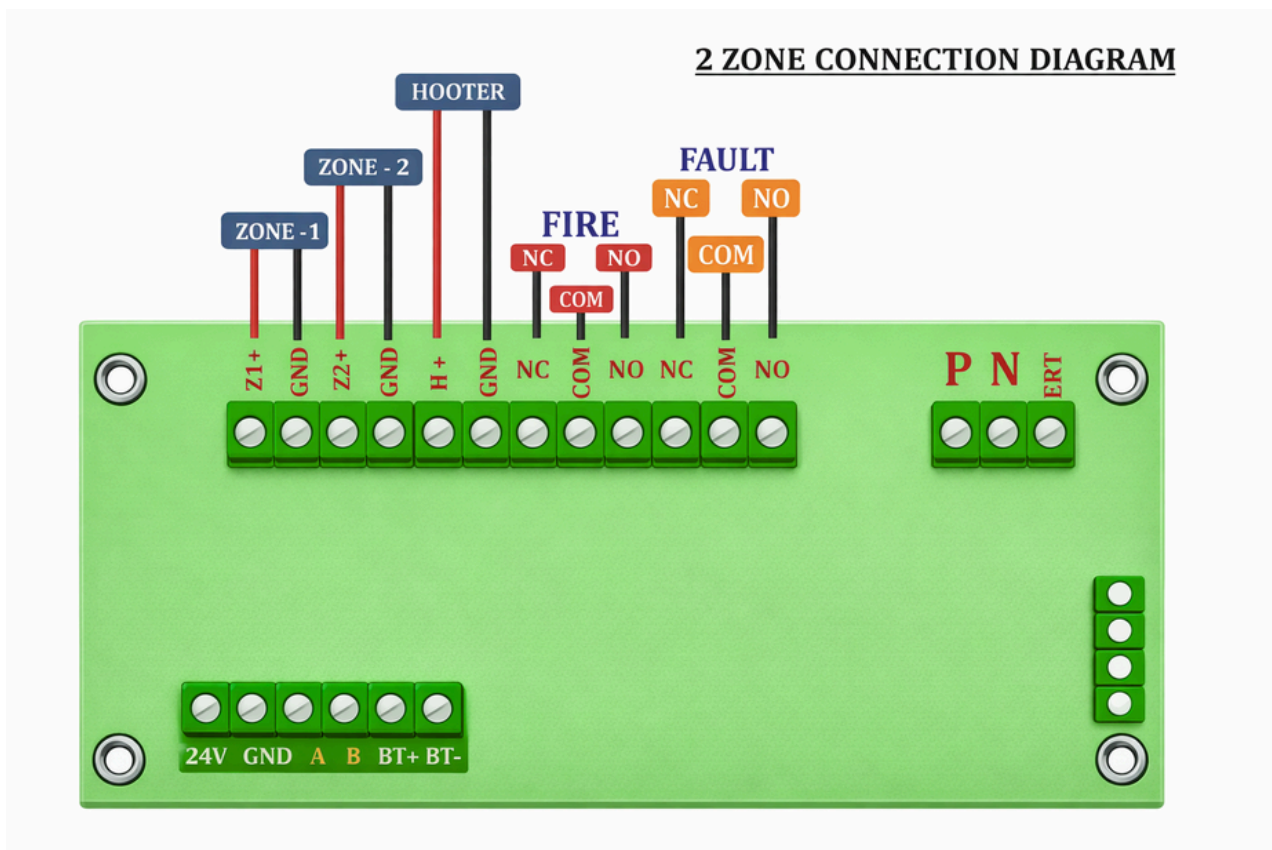 2 ZONE CONNECTION DIAGRAM
HOOTER
ZONE - 2
ZONE -1
FIRE
NC
NO
COM
FAULT
NC
NO
COM
Z1+
GND
Z2+
GND
H +
GND
NC
COM
NO
NC
COM
NO
P N ERT
24V GND A B BT+ BT-